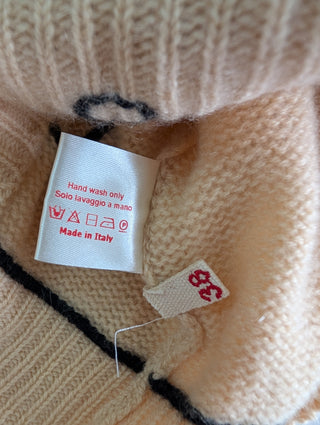 Hand wash only
Solo lavaggio a mano
Made in Italy
38